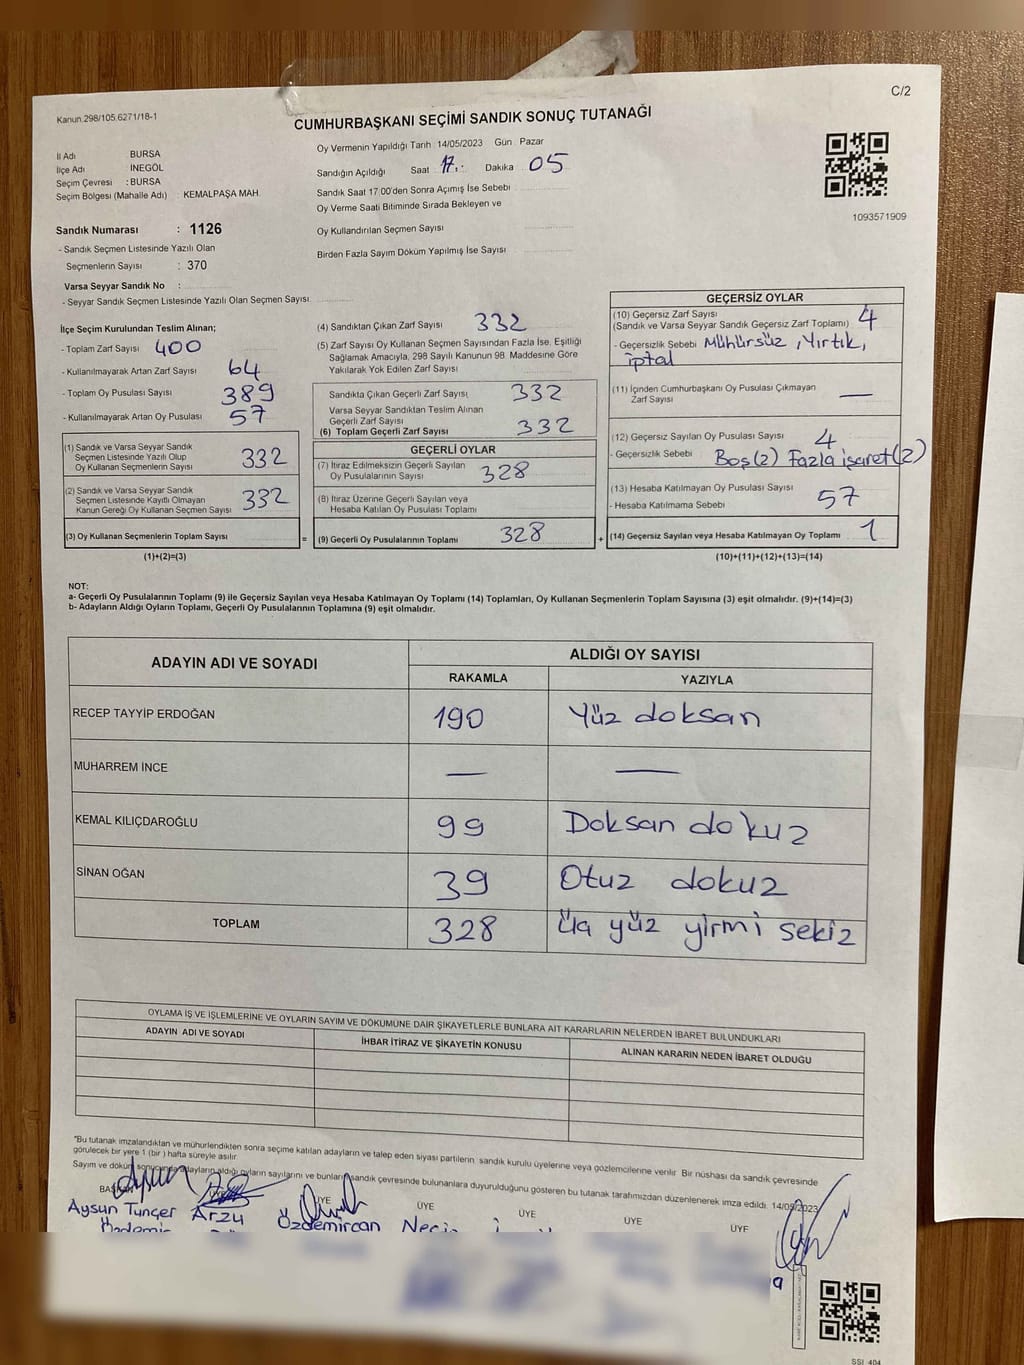 C/2
Kanun.298/105.6271/18-1
CUMHURBAŞKANI SEÇİMİ SANDIK SONUÇ TUTANAĞI
İl Adı BURSA
İlçe Adı İNEGÖL
Seçim Çevresi : BURSA
Seçim Bölgesi (Mahalle Adı) : KEMALPAŞA MAH.
Sandık Numarası : 1126
- Sandık Seçmen Listesinde Yazılı Olan
Seçmenlerin Sayısı : 370
Varsa Seyyar Sandık No :
- Seyyar Sandık Seçmen Listesinde Yazılı Olan Seçmen Sayısı
Oy Vermenin Yapıldığı Tarih : 14/05/2023 Gün : Pazar
Sandığın Açıldığı Saat 17. Dakika 05
Sandık Saat 17.00'den Sonra Açımış İse Sebebi
Oy Verme Saati Bitiminde Sırada Bekleyen ve
Oy Kullandırılan Seçmen Sayısı
Birden Fazla Sayım Döküm Yapılmış İse Sayısı
1093571909
İlçe Seçim Kurulundan Teslim Alınan;
- Toplam Zarf Sayısı 400
- Kullanılmayarak Artan Zarf Sayısı 64
- Toplam Oy Pusulası Sayısı 389
- Kullanılmayarak Artan Oy Pusulası 57
(1) Sandık ve Varsa Seyyar Sandık
Seçmen Listesinde Yazılı Olup
Oy Kullanan Seçmenlerin Sayısı 332
(2) Sandık ve Varsa Seyyar Sandık
Seçmen Listesinde Kayıtlı Olmayan
Kanun Gereği Oy Kullanan Seçmen Sayısı 332
(3) Oy Kullanan Seçmenlerin Toplam Sayısı =
(1)+(2)=(3)
(4) Sandıktan Çıkan Zarf Sayısı 332
(5) Zarf Sayısı Oy Kullanan Seçmen Sayısından Fazla İse, Eşitliği
Sağlamak Amacıyla, 298 Sayılı Kanunun 98. Maddesine Göre
Yakılarak Yok Edilen Zarf Sayısı
Sandıkta Çıkan Geçerli Zarf Sayısı 332
Varsa Seyyar Sandıktan Teslim Alınan
Geçerli Zarf Sayısı
(6) Toplam Geçerli Zarf Sayısı 332
GEÇERLİ OYLAR
(7) İtiraz Edilmeksizin Geçerli Sayılan
Oy Pusulasının Sayısı 328
(8) İtiraz Üzerine Geçerli Sayılan veya
Hesaba Katılan Oy Pusulası Toplamı
(9) Geçerli Oy Pusulalarının Toplamı 328 +
GEÇERSİZ OYLAR
(10) Geçersiz Zarf Sayısı
(Sandık ve Varsa Seyyar Sandık Geçersiz Zarf Toplamı) 4
- Geçersizlik Sebebi Mühürsüz, Yırtık,
iptal
(11) İçinden Cumhurbaşkanı Oy Pusulası Çıkmayan
Zarf Sayısı —
(12) Geçersiz Sayılan Oy Pusulası Sayısı 4
- Geçersizlik Sebebi Boş(2) Fazla işaret(2)
(13) Hesaba Katılmayan Oy Pusulası Sayısı 57
- Hesaba Katılmama Sebebi
(14) Geçersiz Sayılan veya Hesaba Katılmayan Oy Toplamı 1
(10)+(11)+(12)+(13)=(14)
NOT:
a- Geçerli Oy Pusulalarının Toplamı (9) ile Geçersiz Sayılan veya Hesaba Katılmayan Oy Toplamı (14) Toplamları, Oy Kullanan Seçmenlerin Toplam Sayısına (3) eşit olmalıdır. (9)+(14)=(3)
b- Adayların Aldığı Oyların Toplamı, Geçerli Oy Pusulalarının Toplamına (9) eşit olmalıdır.
ADAYIN ADI VE SOYADI
ALDIĞI OY SAYISI
RAKAMLA YAZIYLA
RECEP TAYYİP ERDOĞAN 190 Yüz doksan
MUHARREM İNCE — —
KEMAL KILIÇDAROĞLU 99 Doksan dokuz
SİNAN OĞAN 39 Otuz dokuz
TOPLAM 328 Üç yüz yirmi sekiz
OYLAMA İŞ VE İŞLEMLERİNE VE OYLARIN SAYIM VE DÖKÜMÜNE DAİR ŞİKAYETLERLE BUNLARA AİT KARARLARIN NELERDEN İBARET BULUNDUKLARI
ADAYIN ADI VE SOYADI İHBAR İTİRAZ VE ŞİKAYETİN KONUSU ALINAN KARARIN NEDEN İBARET OLDUĞU
"Bu tutanak imzalandıktan ve mühürlendikten sonra seçime katılan adayların ve talep eden siyasi partilerin, sandık kurulu üyelerine veya gözlemcilerine verilir. Bir nüshası da sandık çevresinde
görülecek bir yere 1 (bir) hafta süreyle asılır.
Sayım ve döküm sonucunda adayların aldığı oyların sayılarını ve bunların sandık çevresinde bulunanlara duyurulduğunu gösteren bu tutanak tarafımızdan düzenlenerek imza edildi. 14/05/2023
BAŞKAN ÜYE ÜYE ÜYE ÜYE ÜYE
Aysun Tunçer Arzu Özdemircan
SSI 404